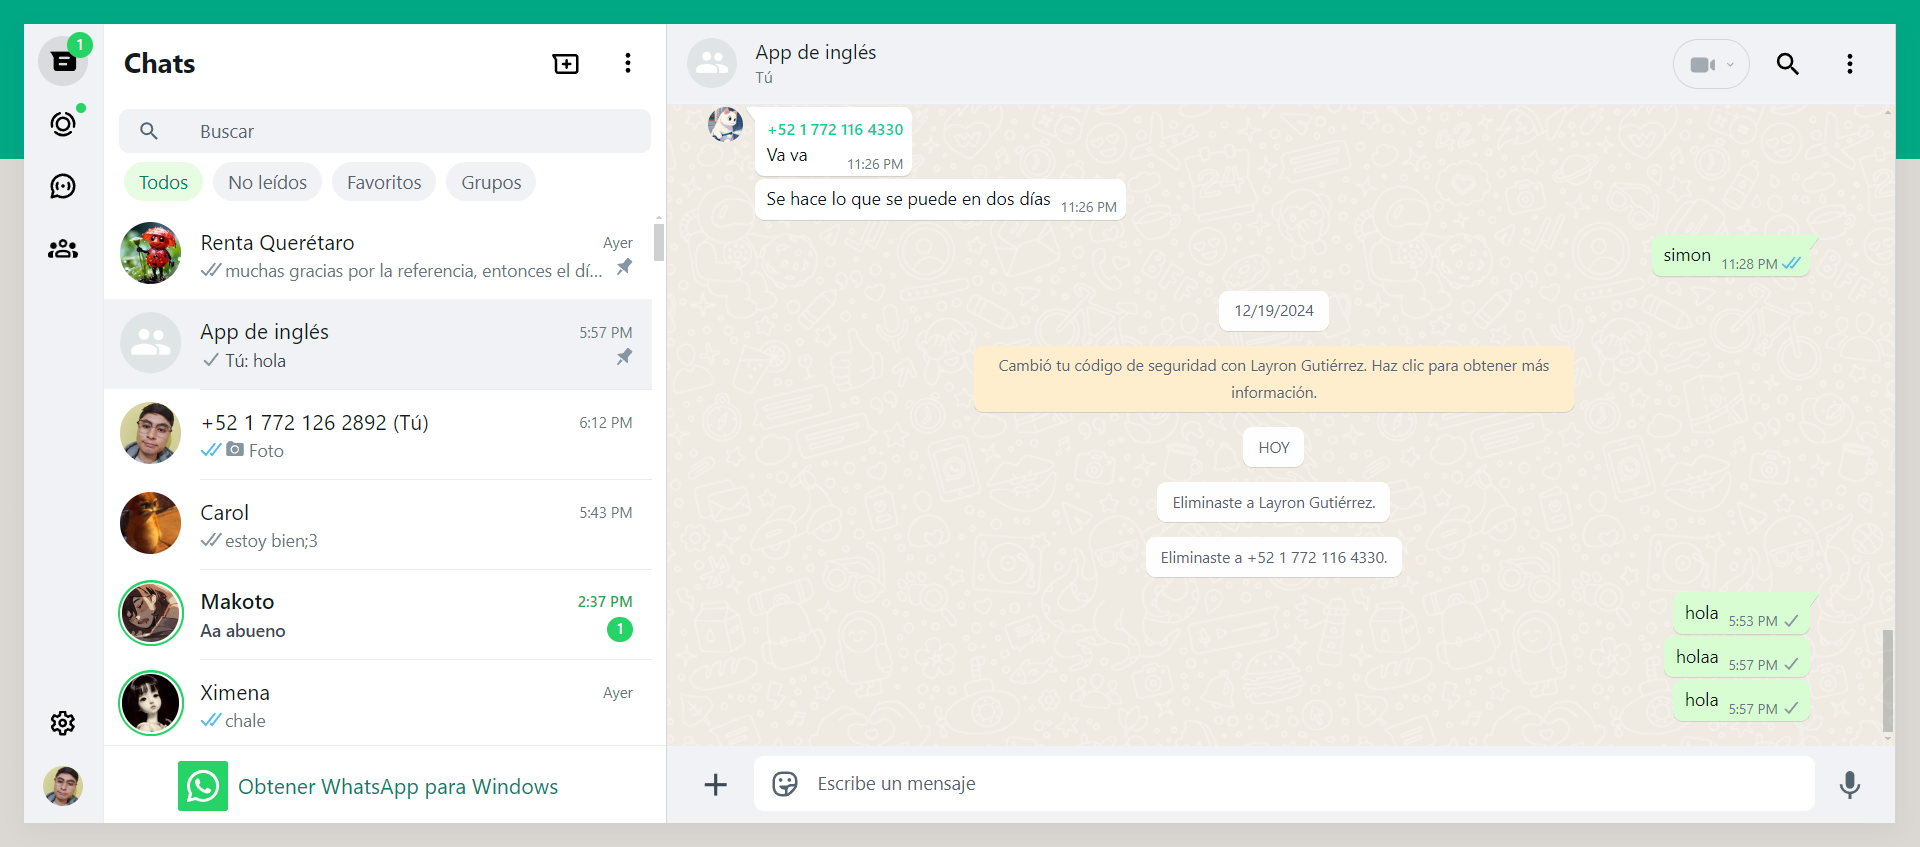 1
Chats
Buscar
Todos
No leídos
Favoritos
Grupos
Renta Querétaro
Ayer
muchas gracias por la referencia, entonces el dí...
App de inglés
5:57 PM
Tú: hola
+52 1 772 126 2892 (Tú)
6:12 PM
Foto
Carol
5:43 PM
estoy bien;3
Makoto
2:37 PM
Aa abueno
1
Ximena
Ayer
chale
Obtener WhatsApp para Windows
App de inglés
Tú
+52 1 772 116 4330
Va va
11:26 PM
Se hace lo que se puede en dos días
11:26 PM
simon
11:28 PM
12/19/2024
Cambió tu código de seguridad con Layron Gutiérrez. Haz clic para obtener más
información.
HOY
Eliminaste a Layron Gutiérrez.
Eliminaste a +52 1 772 116 4330.
hola
5:53 PM
holaa
5:57 PM
hola
5:57 PM
Escribe un mensaje